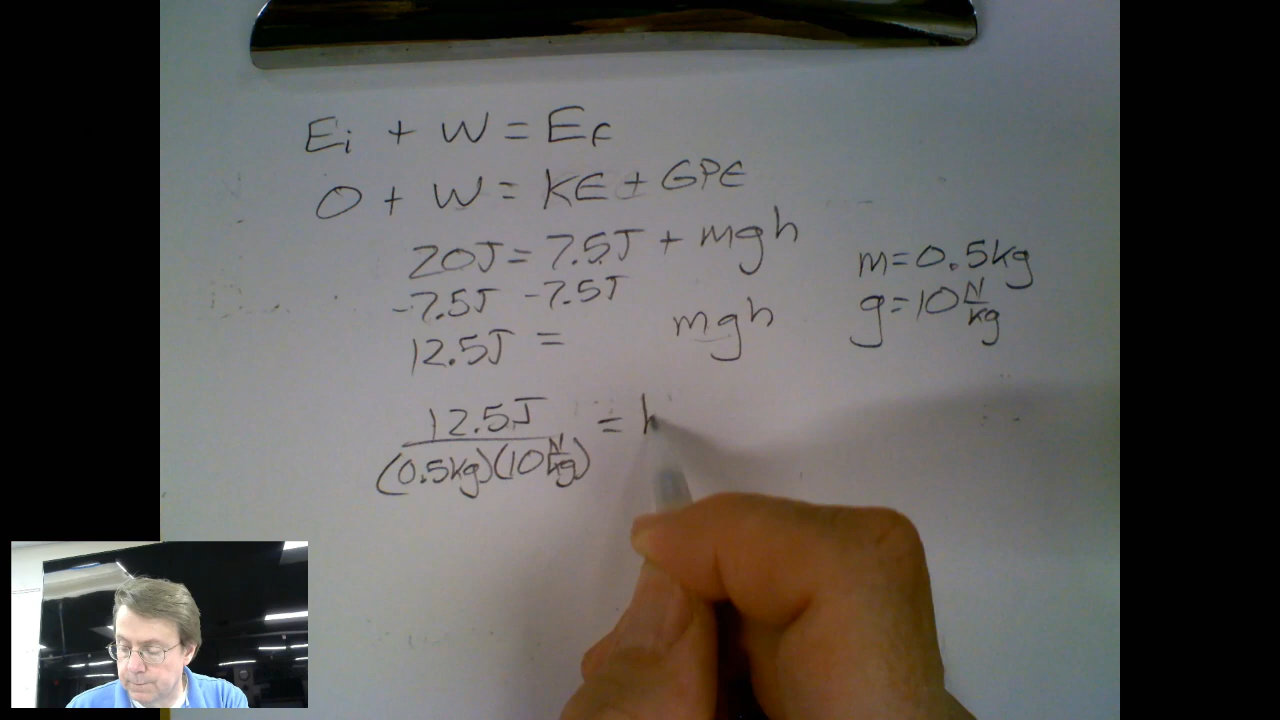 Ei + W = Ef
0 + W = KE + GPE
20J = 7.5J + mgh
-7.5J -7.5J
12.5J = mgh
m=0.5kg
g=10 N/kg
12.5J / (0.5kg)(10 N/kg) = h